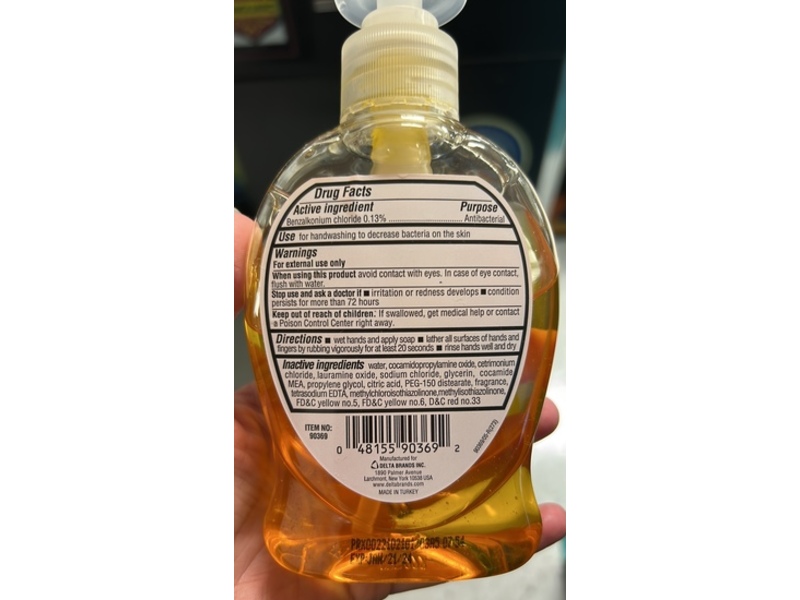 Drug Facts
Active ingredient Purpose
Benzalkonium chloride 0.13% Antibacterial
Use for handwashing to decrease bacteria on the skin
Warnings
For external use only
When using this product avoid contact with eyes. In case of eye contact,
flush with water.
Stop use and ask a doctor if ■ irritation or redness develops ■ condition
persists for more than 72 hours
Keep out of reach of children: If swallowed, get medical help or contact
a Poison Control Center right away.
Directions ■ wet hands and apply soap ■ lather all surfaces of hands and
fingers by rubbing vigorously for at least 20 seconds ■ rinse hands well and dry
Inactive ingredients water, cocamidopropylamine oxide, cetrimonium
chloride, lauramine oxide, sodium chloride, glycerin, cocamide
MEA, propylene glycol, citric acid, PEG-150 distearate, fragrance,
tetrasodium EDTA, methylchloroisothiazolinone, methylisothiazolinone,
FD&C yellow no.5, FD&C yellow no.6, D&C red no.33
ITEM NO:
90369
0 48155 90369 2
Manufactured for
DELTA BRANDS INC.
1890 Palmer Avenue
Larchmont, New York 10538 USA
www.deltabrands.com
MADE IN TURKEY
07:54
EXP:JAN/21/24